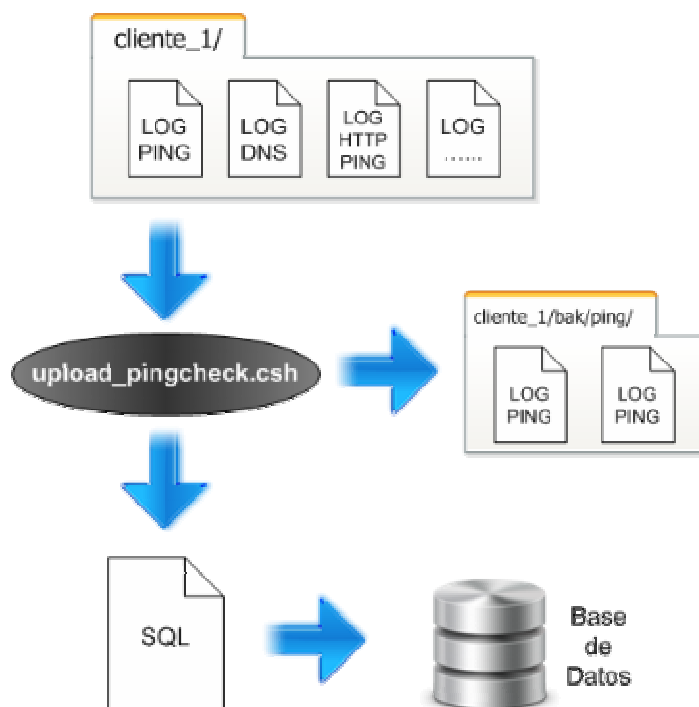 cliente_1/
LOG
PING
LOG
DNS
LOG
HTTP
PING
LOG
......
upload_pingcheck.csh
cliente_1/bak/ping/
LOG
PING
LOG
PING
SQL
Base
de
Datos